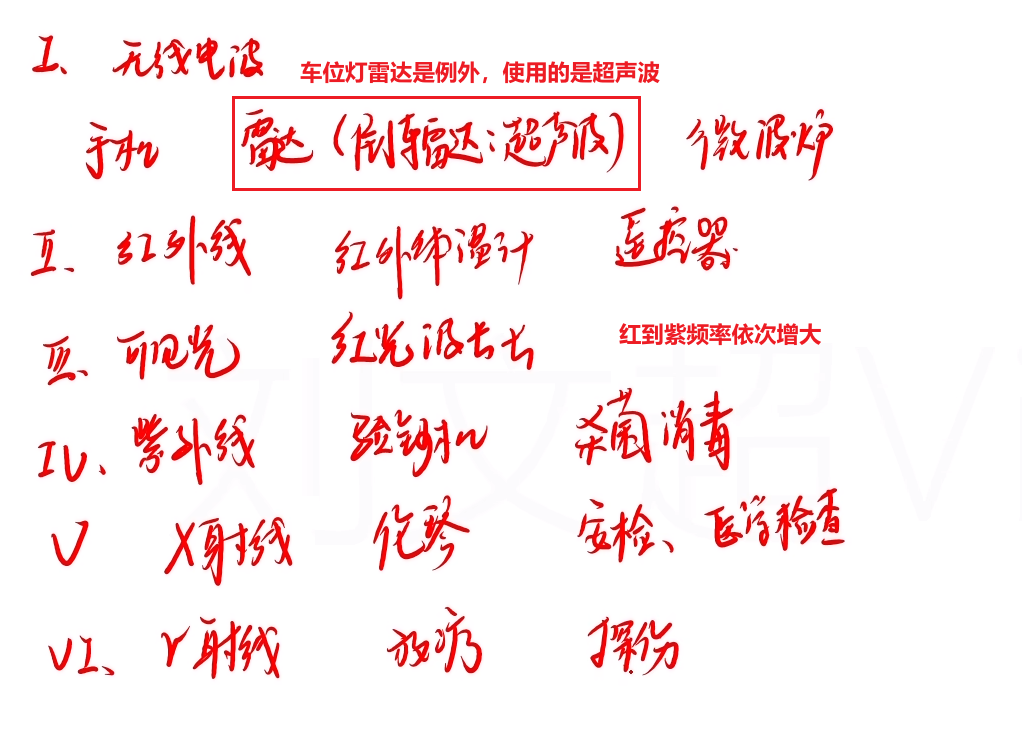 I、 无线电波
车位灯雷达是例外，使用的是超声波
手机 雷达（倒车雷达：超声波） 微波炉
II、 红外线 红外体温计 遥控器
III、 可见光 红光波长长 红到紫频率依次增大
IV、 紫外线 验钞机 杀菌消毒
V X射线 伦琴 安检、医学检查
VI、 γ射线 放疗 探伤